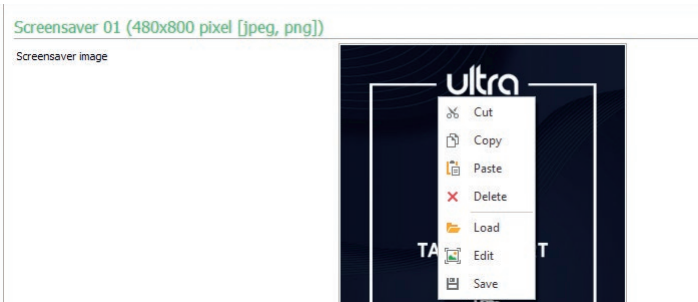 Screensaver 01 (480x800 pixel [jpeg, png])
Screensaver image
ultra
Cut
Copy
Paste
Delete
Load
Edit
Save